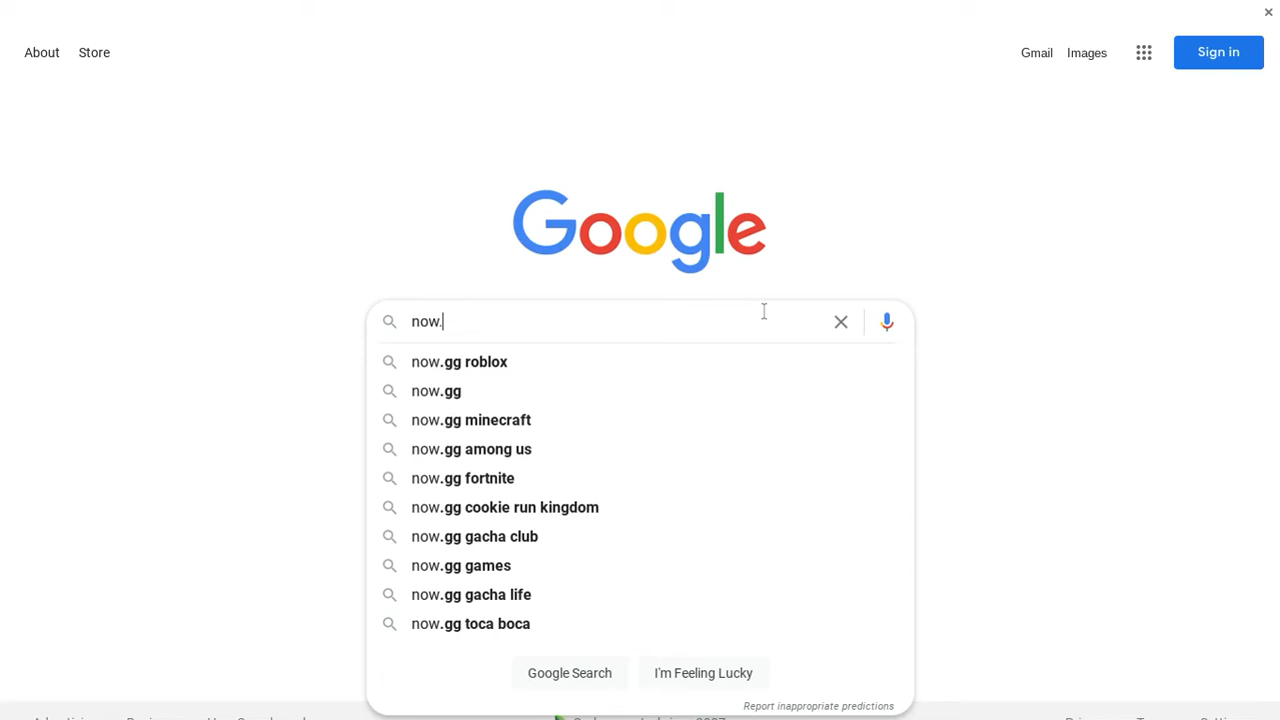 About Store Gmail Images Sign in
Google
now.
now.gg roblox
now.gg
now.gg minecraft
now.gg among us
now.gg fortnite
now.gg cookie run kingdom
now.gg gacha club
now.gg games
now.gg gacha life
now.gg toca boca
Google Search I'm Feeling Lucky
Report inappropriate predictions